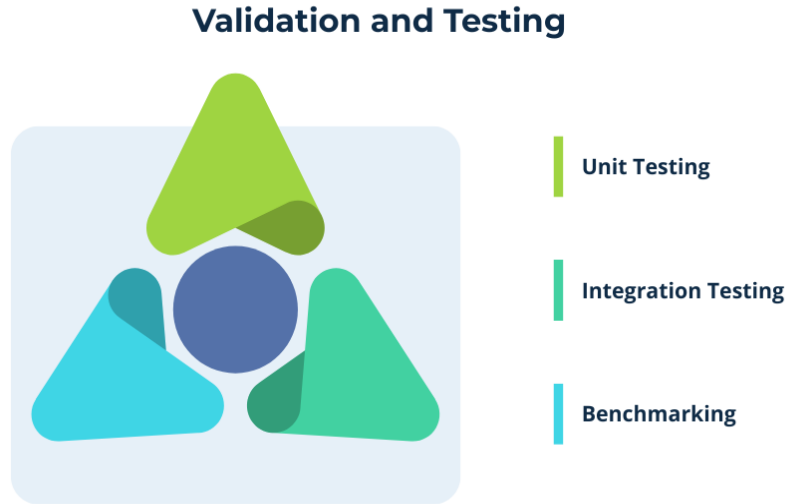 Validation and Testing
Unit Testing
Integration Testing
Benchmarking